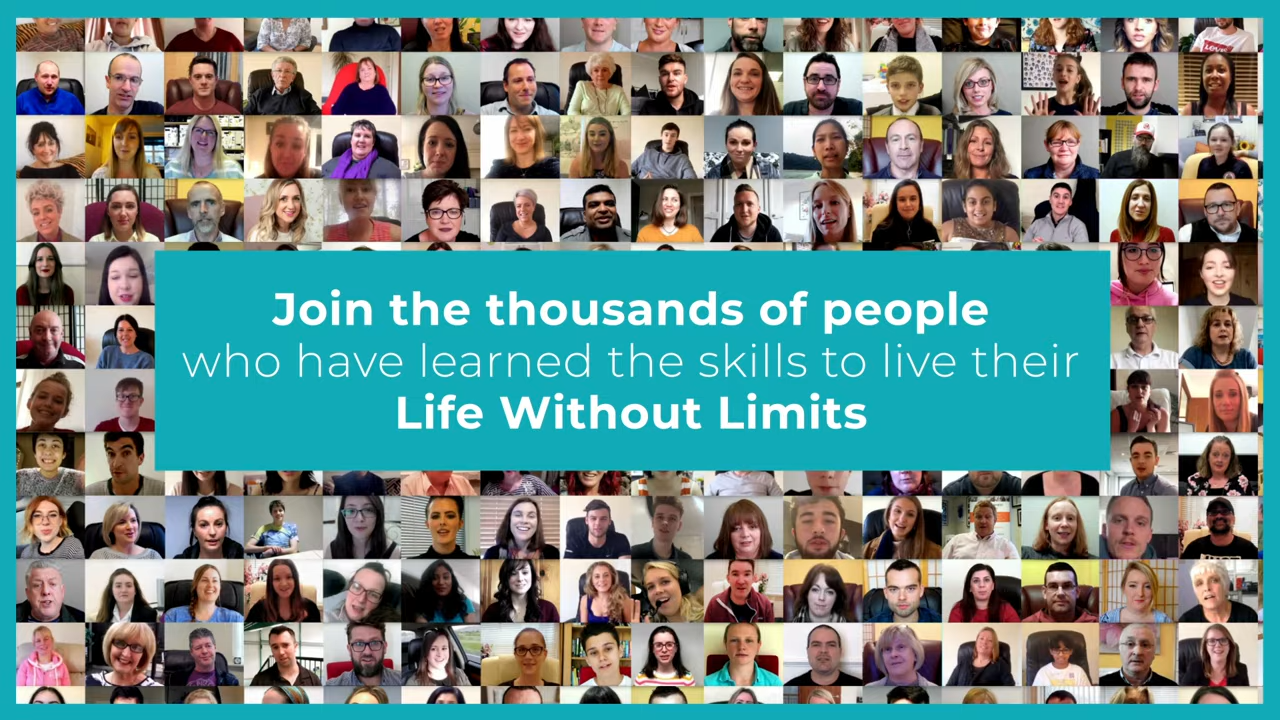 Join the thousands of people
who have learned the skills to live their
Life Without Limits